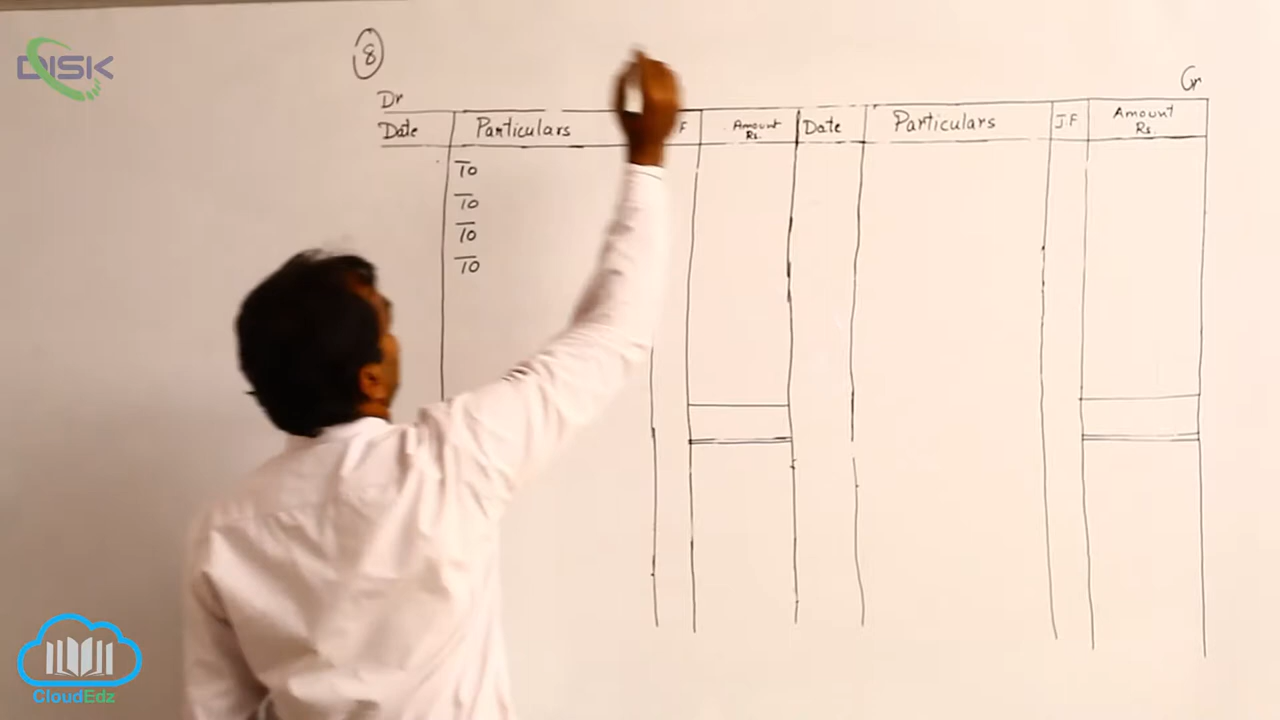 DISK
8
Dr Cr
Date Particulars F Amount Rs. Date Particulars J.F Amount Rs.
To
To
To
To
CloudEdz